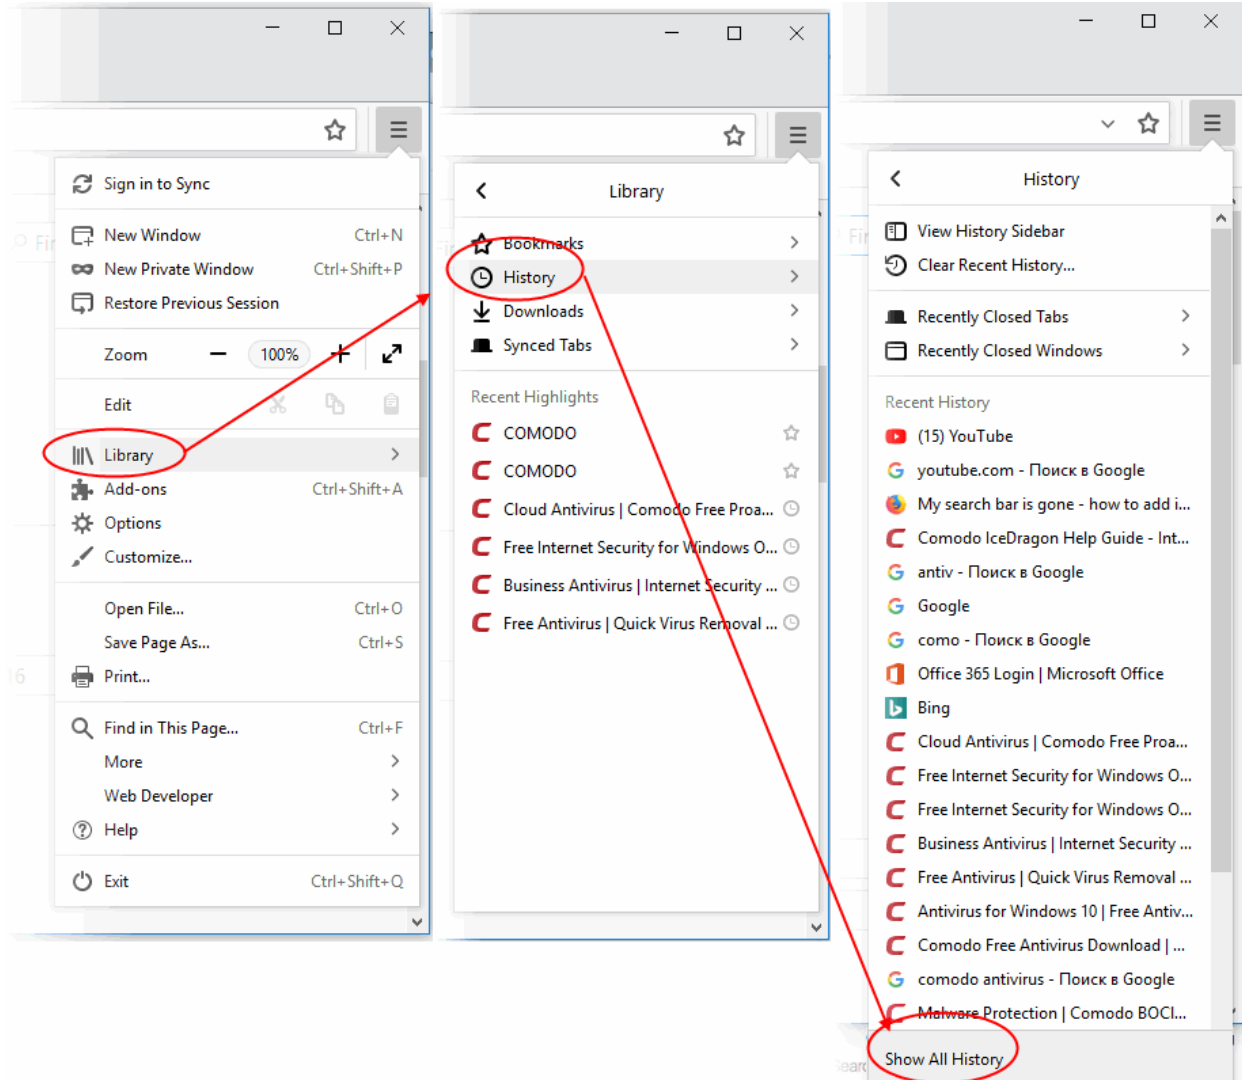 Sign in to Sync
New Window Ctrl+N
New Private Window Ctrl+Shift+P
Restore Previous Session
Zoom 100%
Edit
Library
Add-ons Ctrl+Shift+A
Options
Customize...
Open File... Ctrl+O
Save Page As... Ctrl+S
Print...
Find in This Page... Ctrl+F
More
Web Developer
Help
Exit Ctrl+Shift+Q
Library
Bookmarks
History
Downloads
Synced Tabs
Recent Highlights
COMODO
COMODO
Cloud Antivirus | Comodo Free Proa...
Free Internet Security for Windows O...
Business Antivirus | Internet Security ...
Free Antivirus | Quick Virus Removal ...
History
View History Sidebar
Clear Recent History...
Recently Closed Tabs
Recently Closed Windows
Recent History
(15) YouTube
youtube.com - Поиск в Google
My search bar is gone - how to add i...
Comodo IceDragon Help Guide - Int...
antiv - Поиск в Google
Google
como - Поиск в Google
Office 365 Login | Microsoft Office
Bing
Cloud Antivirus | Comodo Free Proa...
Free Internet Security for Windows O...
Free Internet Security for Windows O...
Business Antivirus | Internet Security ...
Free Antivirus | Quick Virus Removal ...
Antivirus for Windows 10 | Free Antiv...
Comodo Free Antivirus Download | ...
comodo antivirus - Поиск в Google
Malware Protection | Comodo BOCl...
Show All History